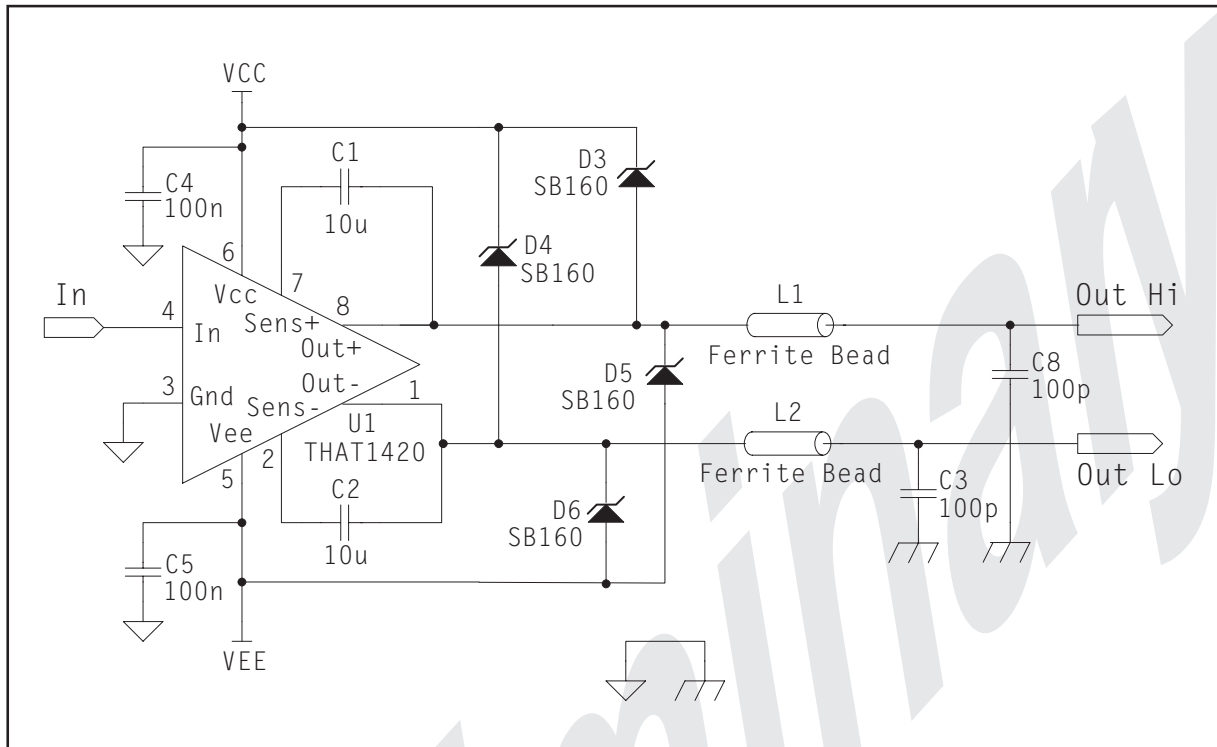 VCC
C1
10u
D3
SB160
C4
100n
D4
SB160
6
7
Vcc
In
4
In
Sens+
8
Out+
L1
Ferrite Bead
Out Hi
3
Gnd
Out-
1
Sens-
Vee
U1
THAT1420
D5
SB160
C8
100p
L2
Ferrite Bead
Out Lo
2
5
C2
10u
D6
SB160
C3
100p
C5
100n
VEE
inary